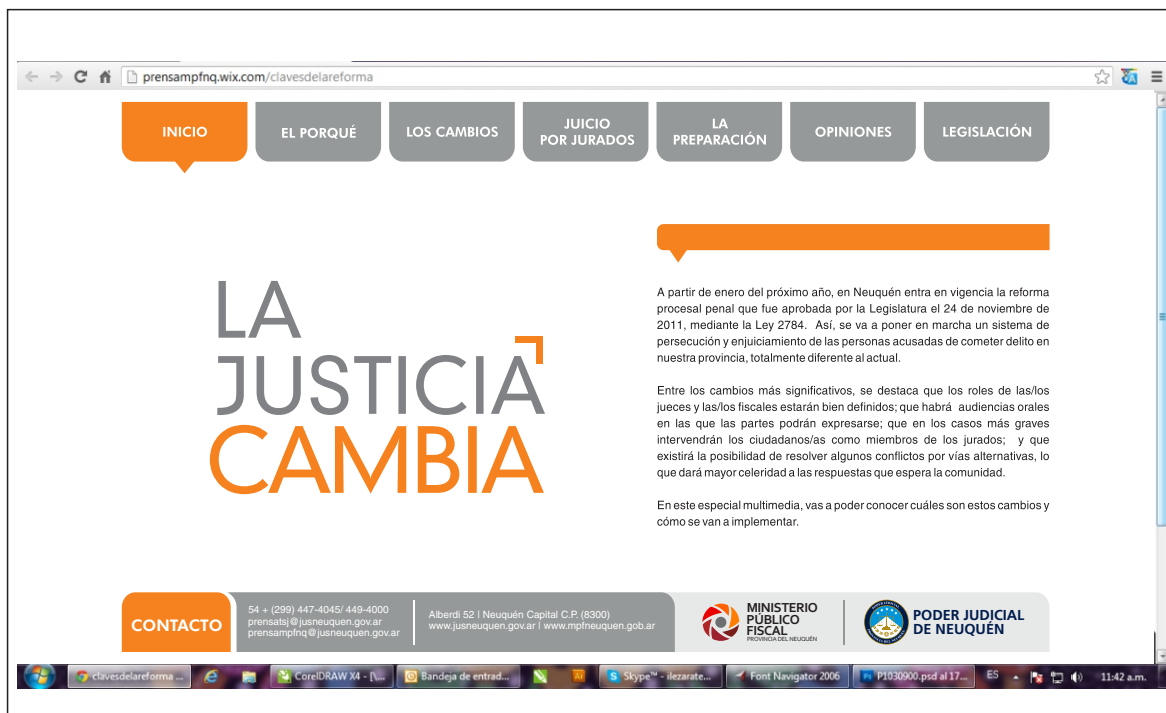 prensampfnq.wix.com/clavesdelareforma
INICIO
EL PORQUÉ
LOS CAMBIOS
JUICIO
POR JURADOS
LA
PREPARACIÓN
OPINIONES
LEGISLACIÓN
LA
JUSTICIA
CAMBIA
A partir de enero del próximo año, en Neuquén entra en vigencia la reforma
procesal penal que fue aprobada por la Legislatura el 24 de noviembre de
2011, mediante la Ley 2784. Así, se va a poner en marcha un sistema de
persecución y enjuiciamiento de las personas acusadas de cometer delito en
nuestra provincia, totalmente diferente al actual.
Entre los cambios más significativos, se destaca que los roles de las/los
jueces y las/los fiscales estarán bien definidos; que habrá audiencias orales
en las que las partes podrán expresarse; que en los casos más graves
intervendrán los ciudadanos/as como miembros de los jurados; y que
existirá la posibilidad de resolver algunos conflictos por vías alternativas, lo
que dará mayor celeridad a las respuestas que espera la comunidad.
En este especial multimedia, vas a poder conocer cuáles son estos cambios y
cómo se van a implementar.
CONTACTO
54 + (299) 447-4045/ 449-4000
prensatsj@jusneuquen.gov.ar
prensampfnq@jusneuquen.gov.ar
Alberdi 52 | Neuquén Capital C.P. (8300)
www.jusneuquen.gov.ar | www.mpfneuquen.gob.ar
MINISTERIO
PÚBLICO
FISCAL
PROVINCIA DEL NEUQUÉN
PODER JUDICIAL
DE NEUQUÉN
clavesdelareforma ...
CorelDRAW X4 - [\...
Bandeja de entrad...
Skype™ - ilezarate...
Font Navigator 2006
P1030900.psd al 17...
ES
11:42 a.m.